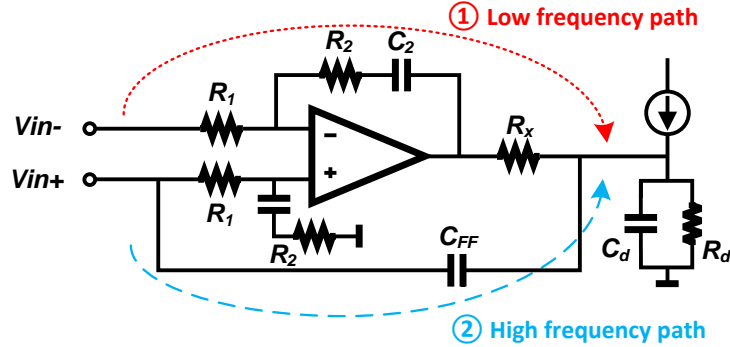 ① Low frequency path
R2
C2
R1
Vin-
−
Rx
Vin+
+
R1
R2
CFF
Cd
Rd
② High frequency path